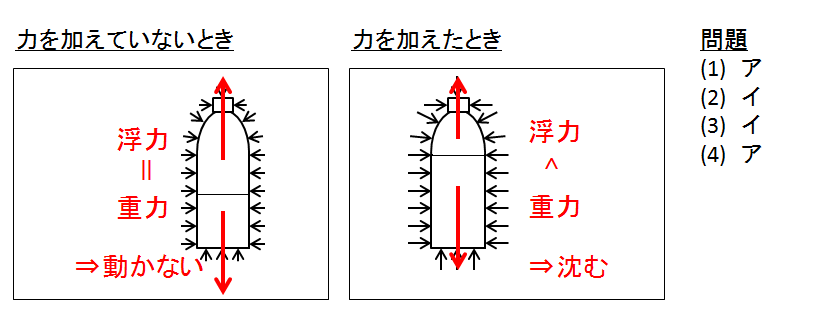 力を加えていないとき
浮力
||
重力
⇒動かない
力を加えたとき
浮力
^
重力
⇒沈む
問題
(1) ア
(2) イ
(3) イ
(4) ア